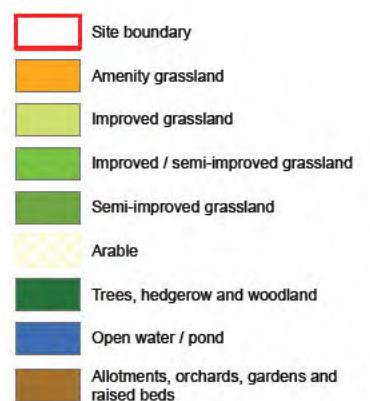 Site boundary
Amenity grassland
Improved grassland
Improved / semi-improved grassland
Semi-improved grassland
Arable
Trees, hedgerow and woodland
Open water / pond
Allotments, orchards, gardens and
raised beds